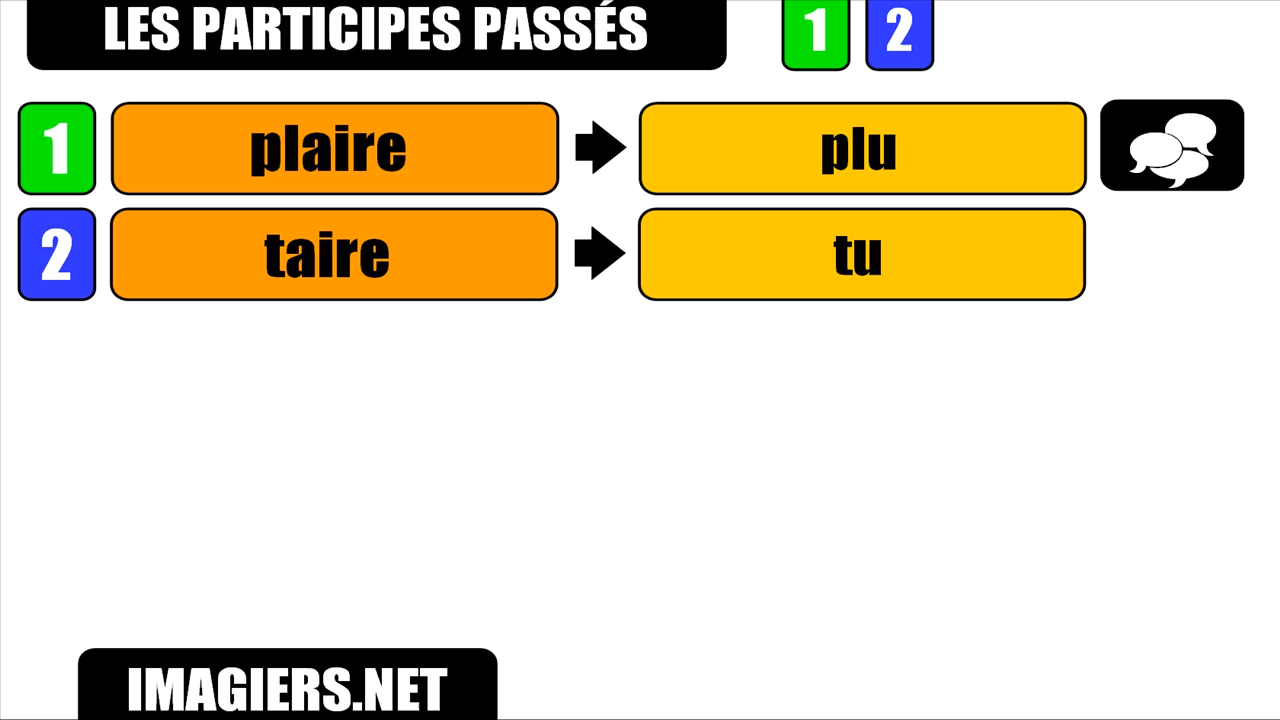 LES PARTICIPES PASSÉS 1 2
1 plaire plu
2 taire tu
IMAGIERS.NET